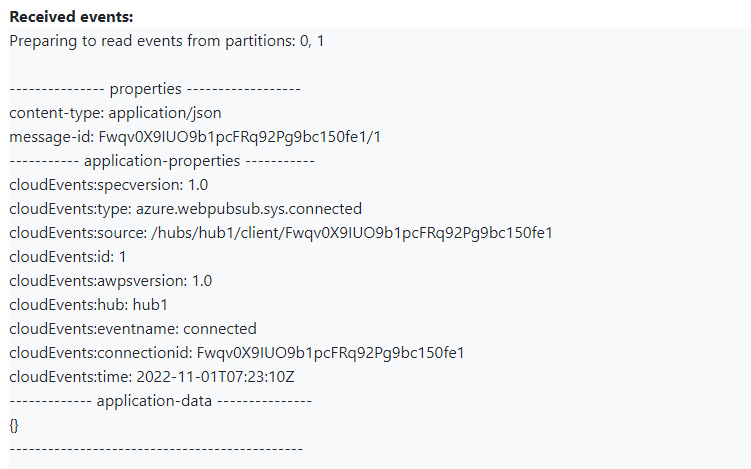 Received events:
Preparing to read events from partitions: 0, 1
--------------- properties ------------------
content-type: application/json
message-id: Fwqv0X9IUO9b1pcFRq92Pg9bc150fe1/1
----------- application-properties -----------
cloudEvents:specversion: 1.0
cloudEvents:type: azure.webpubsub.sys.connected
cloudEvents:source: /hubs/hub1/client/Fwqv0X9IUO9b1pcFRq92Pg9bc150fe1
cloudEvents:id: 1
cloudEvents:awpsversion: 1.0
cloudEvents:hub: hub1
cloudEvents:eventname: connected
cloudEvents:connectionid: Fwqv0X9IUO9b1pcFRq92Pg9bc150fe1
cloudEvents:time: 2022-11-01T07:23:10Z
------------- application-data ---------------
{}
----------------------------------------------